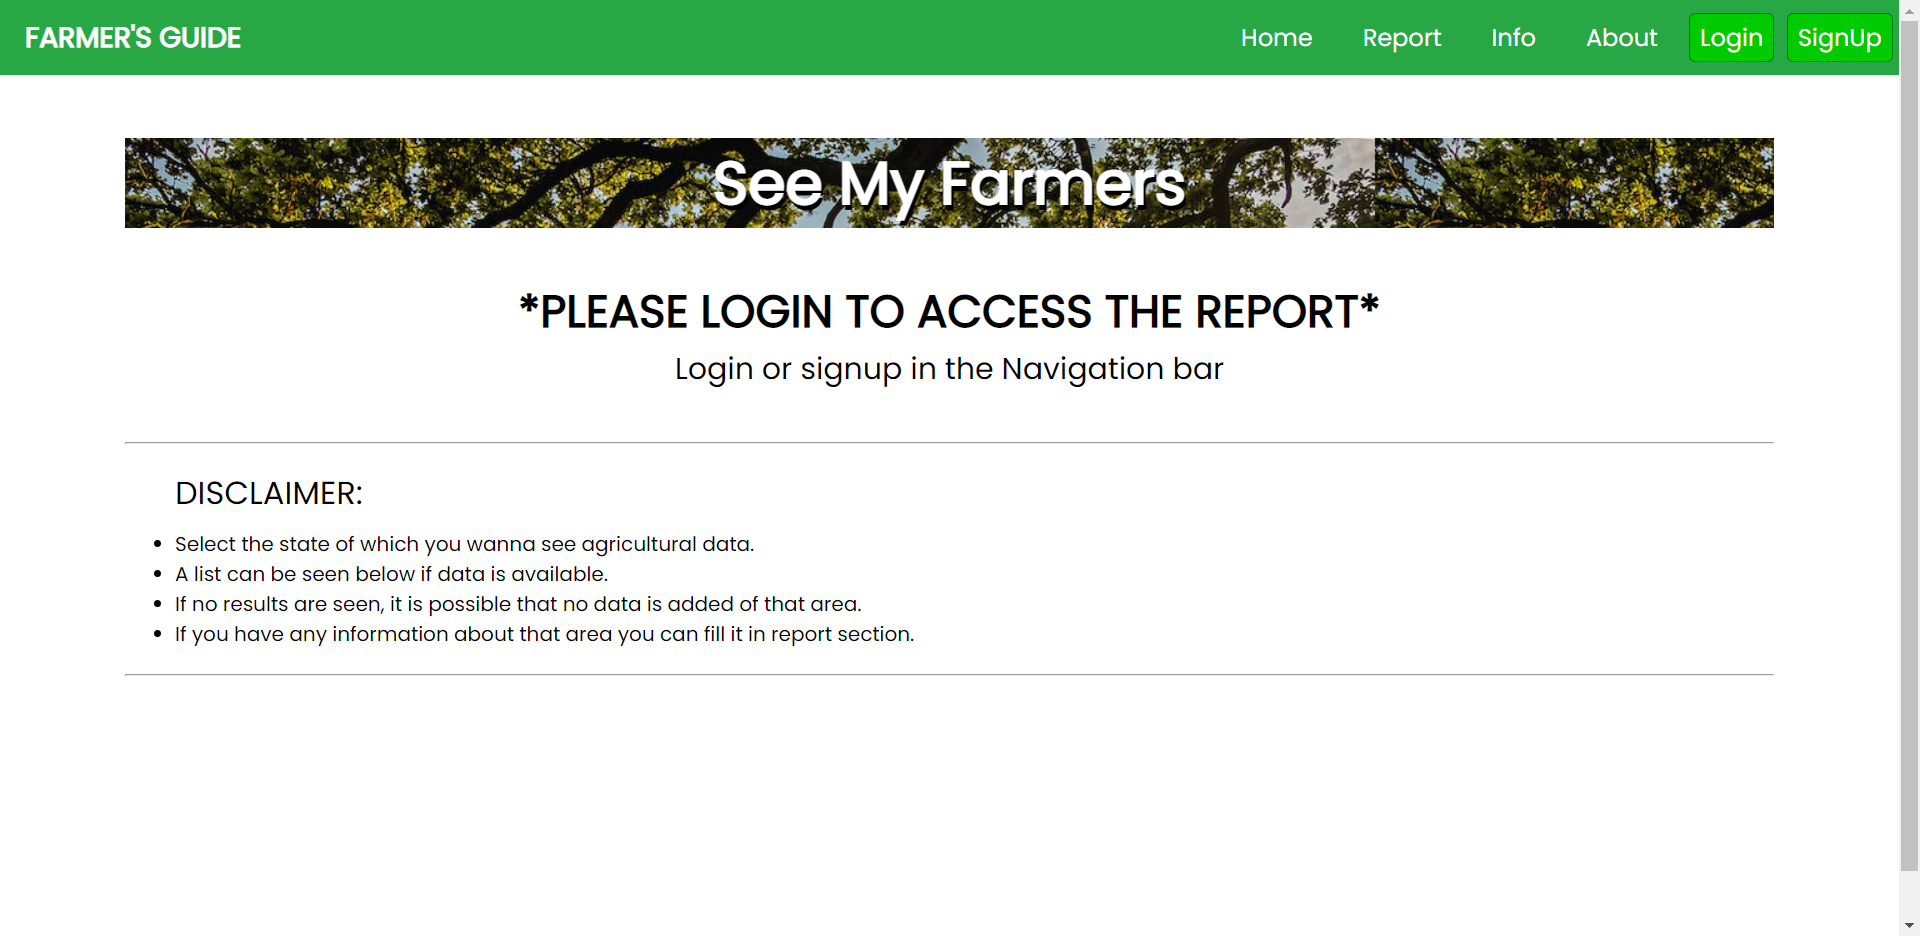 FARMER'S GUIDE
Home Report Info About Login SignUp
See My Farmers
*PLEASE LOGIN TO ACCESS THE REPORT*
Login or signup in the Navigation bar
DISCLAIMER:
Select the state of which you wanna see agricultural data.
A list can be seen below if data is available.
If no results are seen, it is possible that no data is added of that area.
If you have any information about that area you can fill it in report section.